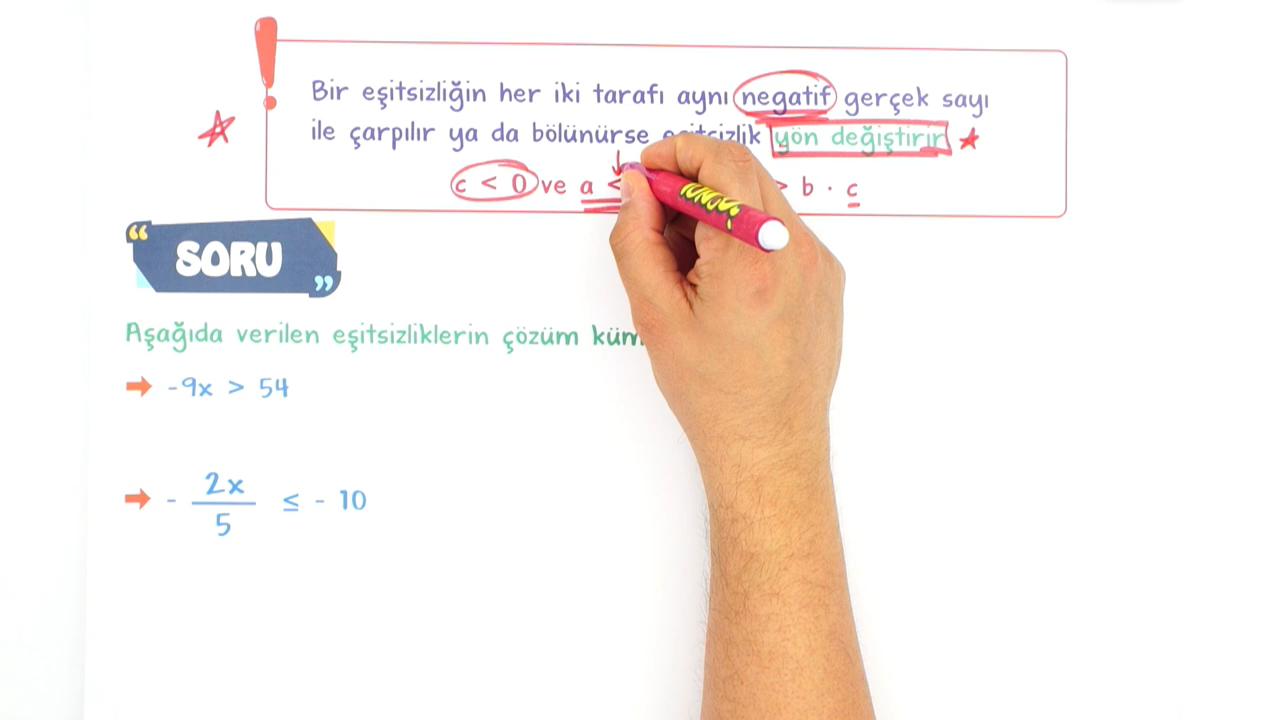 Bir eşitsizliğin her iki tarafı aynı negatif gerçek sayı
ile çarpılır ya da bölünürse eşitsizlik yön değiştirir
c < 0 ve a < > b · c
SORU
Aşağıda verilen eşitsizliklerin çözüm
→ -9x > 54
→ - 2x/5 ≤ - 10